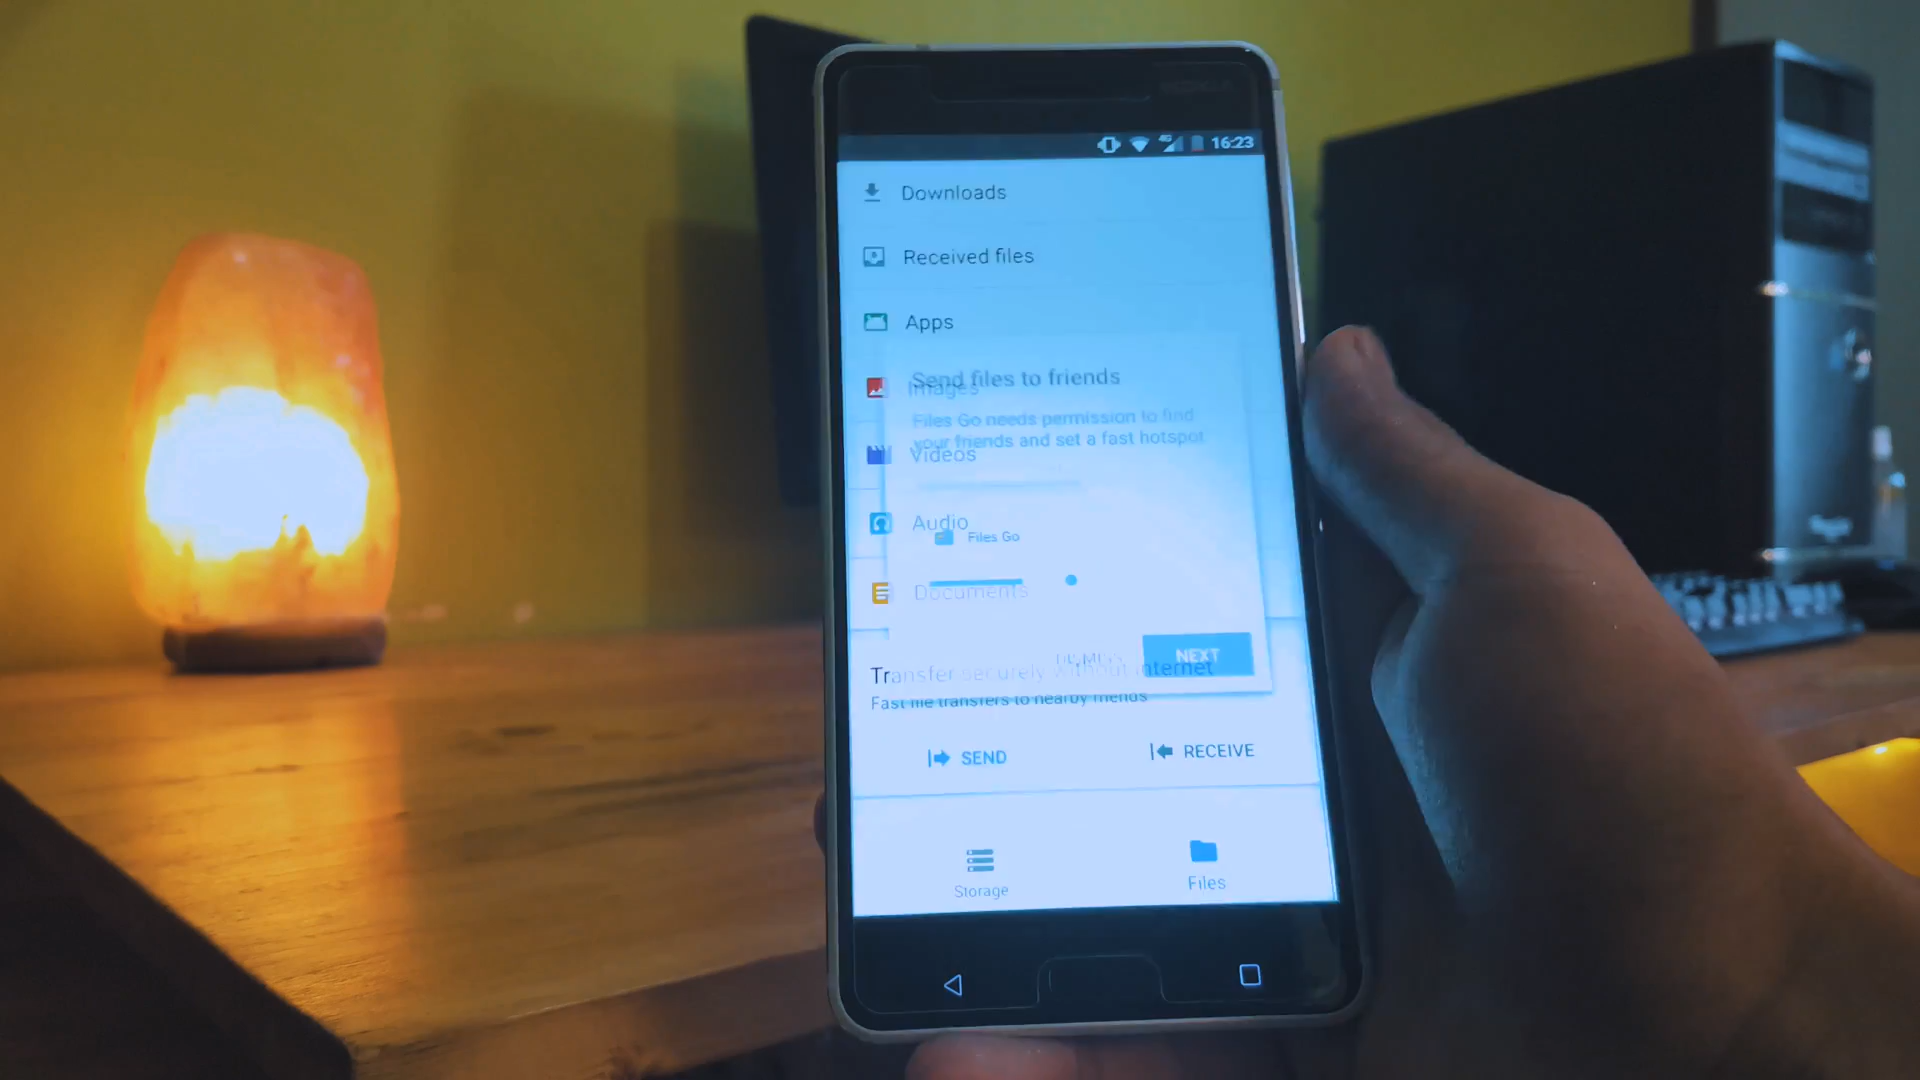 16:23
Downloads
Received files
Apps
Send files to friends
Images
Files Go needs permission to find
your friends and set a fast hotspot
Videos
Audio
Files Go
Documents
DISMISS
NEXT
Transfer securely without internet
Fast file transfers to nearby friends
SEND
RECEIVE
Storage
Files